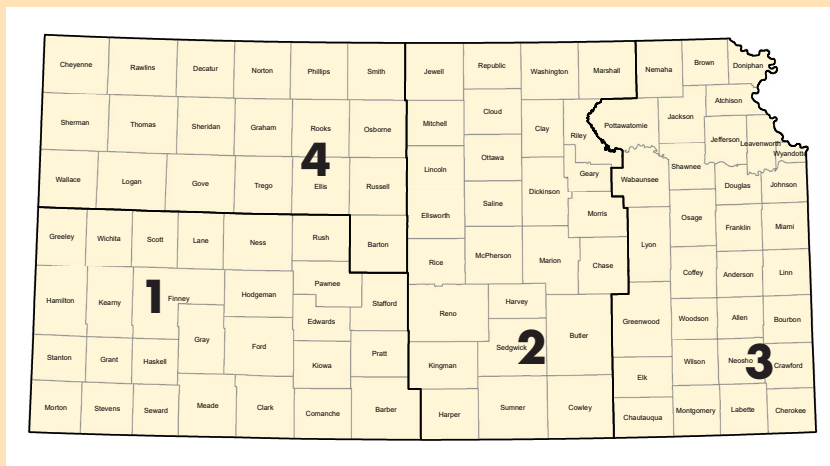 Cheyenne
Rawlins
Decatur
Norton
Phillips
Smith
Jewell
Republic
Washington
Marshall
Nemaha
Brown
Doniphan
Sherman
Thomas
Sheridan
Graham
Rooks
Osborne
Mitchell
Cloud
Clay
Riley
Pottawatomie
Jackson
Atchison
Jefferson
Leavenworth
Wyandotte
4
Wallace
Logan
Gove
Trego
Ellis
Russell
Lincoln
Ottawa
Dickinson
Geary
Wabaunsee
Shawnee
Douglas
Johnson
Greeley
Wichita
Scott
Lane
Ness
Rush
Barton
Ellsworth
Saline
Morris
Lyon
Osage
Franklin
Miami
Rice
McPherson
Marion
Chase
Coffey
Anderson
Linn
Hamilton
Kearny
1
Finney
Hodgeman
Pawnee
Stafford
Edwards
Reno
Harvey
Butler
Greenwood
Woodson
Allen
Bourbon
Stanton
Grant
Haskell
Gray
Ford
Kiowa
Pratt
Kingman
Sedgwick
2
Elk
Wilson
Neosho
3
Crawford
Morton
Stevens
Seward
Meade
Clark
Comanche
Barber
Harper
Sumner
Cowley
Chautauqua
Montgomery
Labette
Cherokee